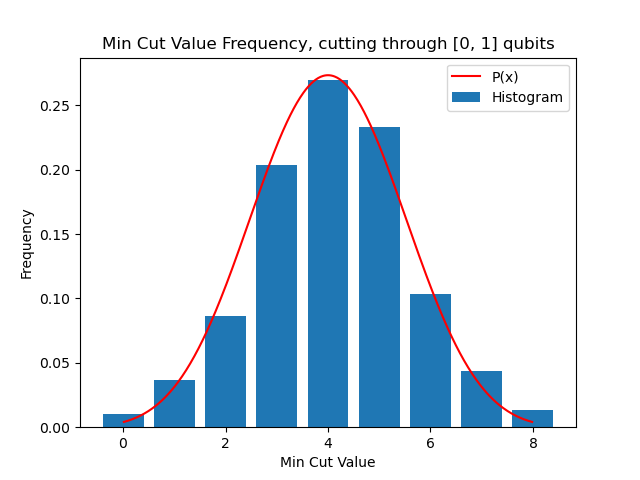 Min Cut Value Frequency, cutting through [0, 1] qubits
P(x)
Histogram
Frequency
0.25
0.20
0.15
0.10
0.05
0.00
0 2 4 6 8
Min Cut Value